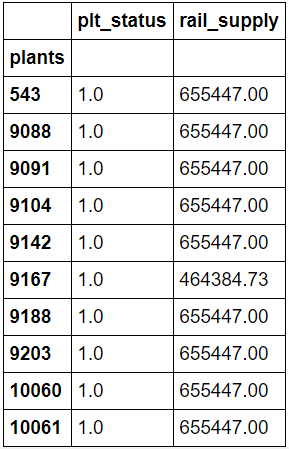 plt_status rail_supply
plants
543 1.0 655447.00
9088 1.0 655447.00
9091 1.0 655447.00
9104 1.0 655447.00
9142 1.0 655447.00
9167 1.0 464384.73
9188 1.0 655447.00
9203 1.0 655447.00
10060 1.0 655447.00
10061 1.0 655447.00